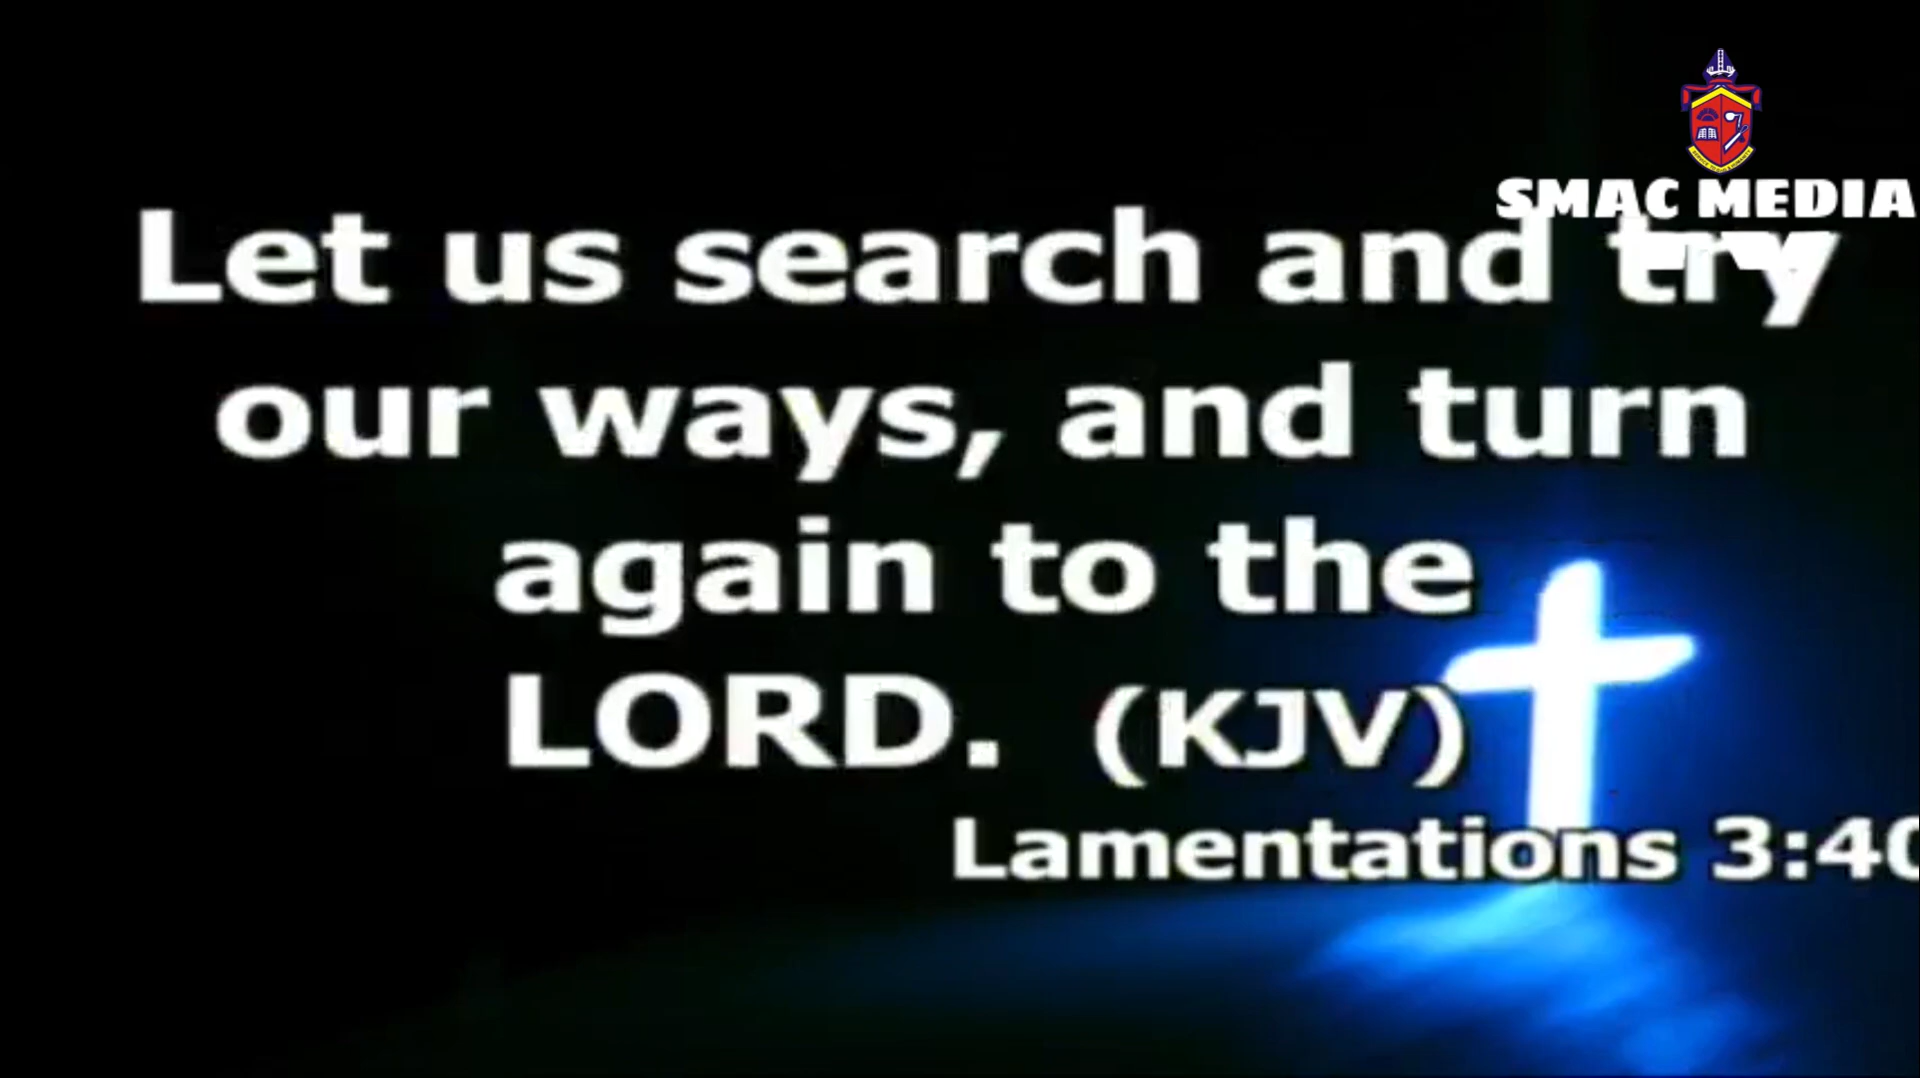 SMAC MEDIA
Let us search and try
our ways, and turn
again to the
LORD. (KJV)
Lamentations 3:40